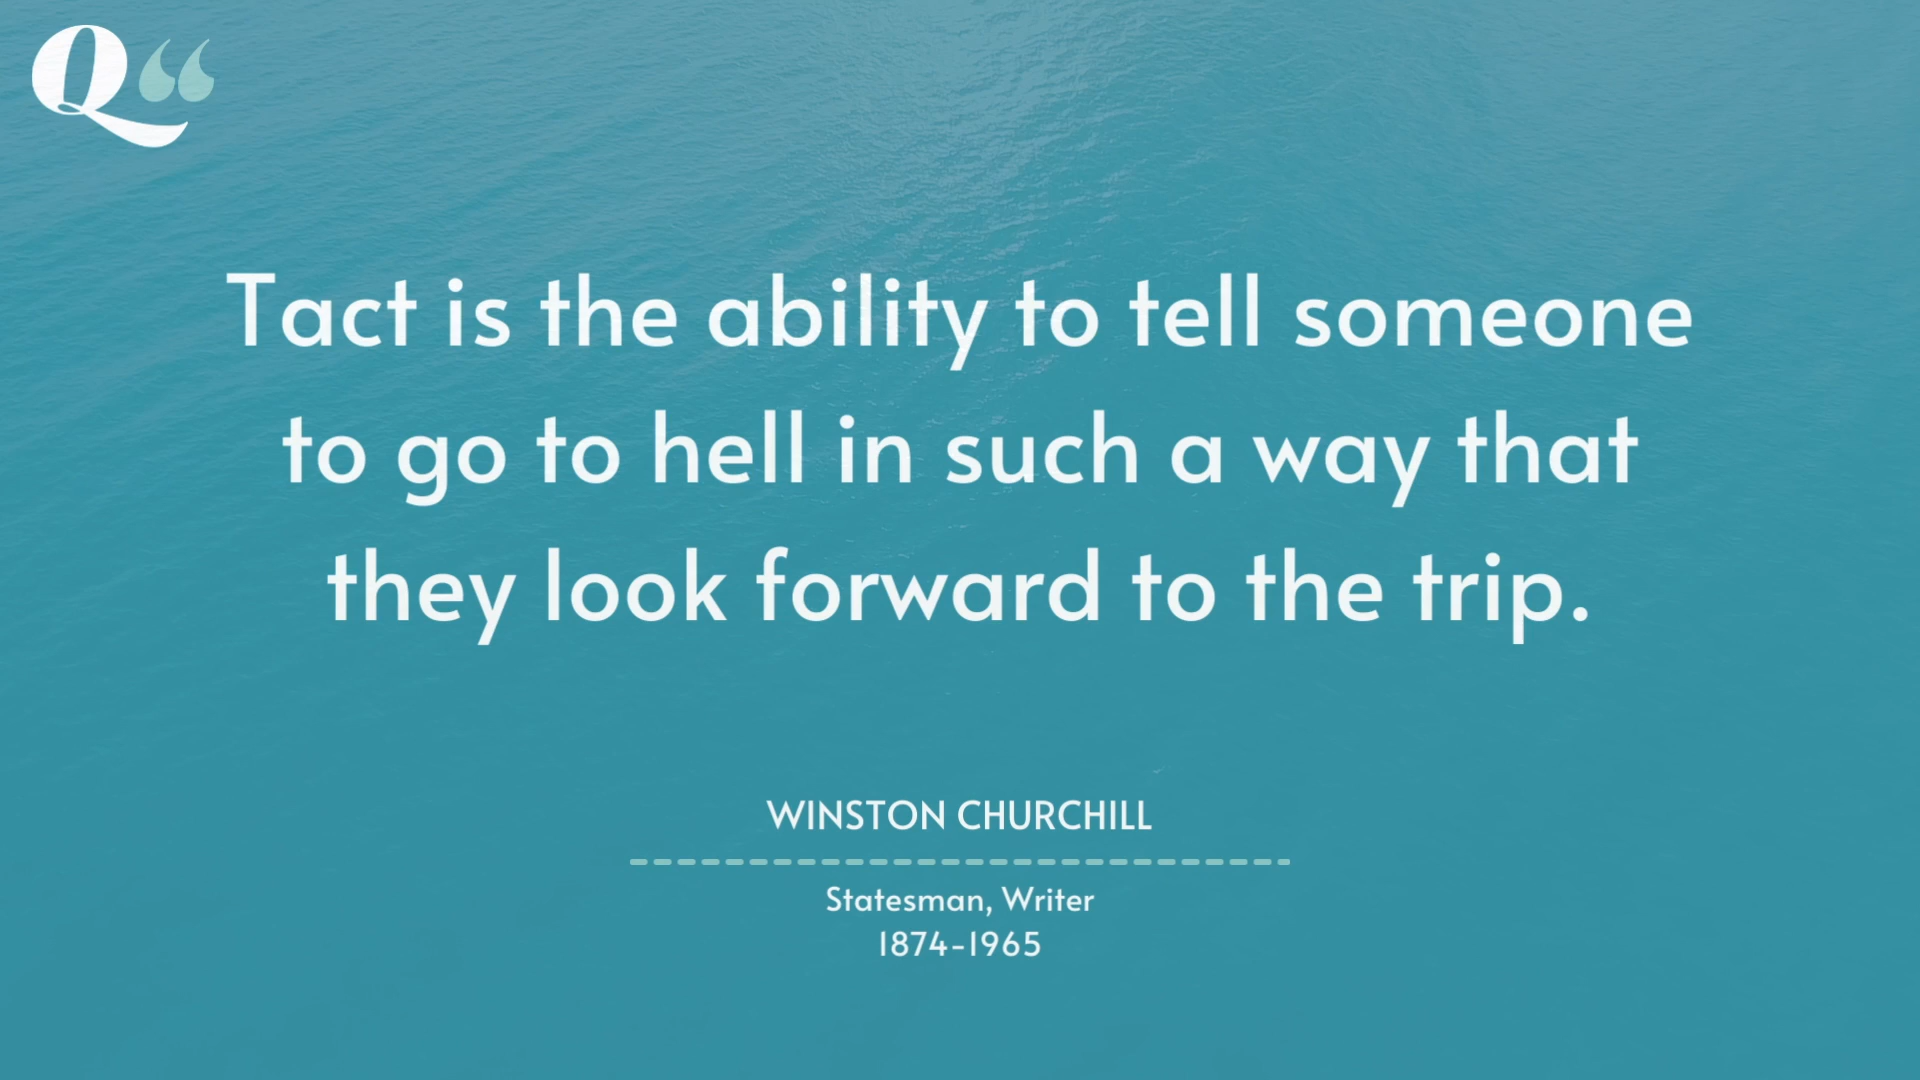 Q“
Tact is the ability to tell someone
to go to hell in such a way that
they look forward to the trip.
WINSTON CHURCHILL
Statesman, Writer
1874-1965